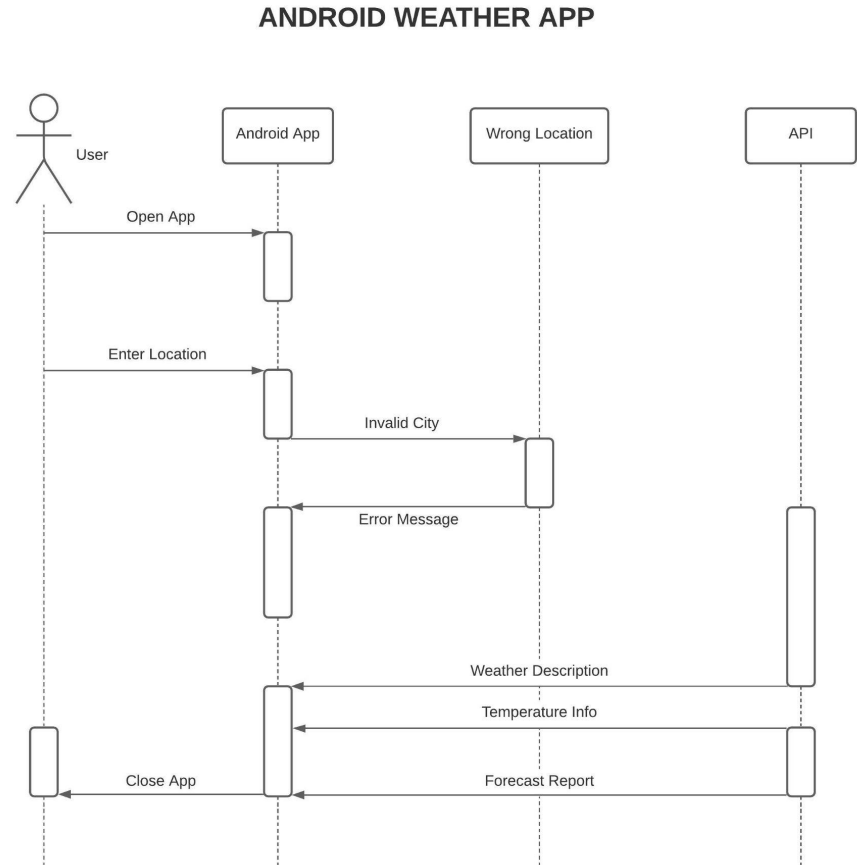 ANDROID WEATHER APP
User
Android App
Wrong Location
API
Open App
Enter Location
Invalid City
Error Message
Weather Description
Temperature Info
Close App
Forecast Report